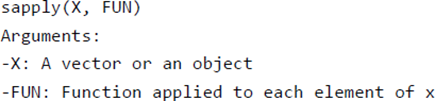 sapply(X, FUN)
Arguments:
-X: A vector or an object
-FUN: Function applied to each element of x